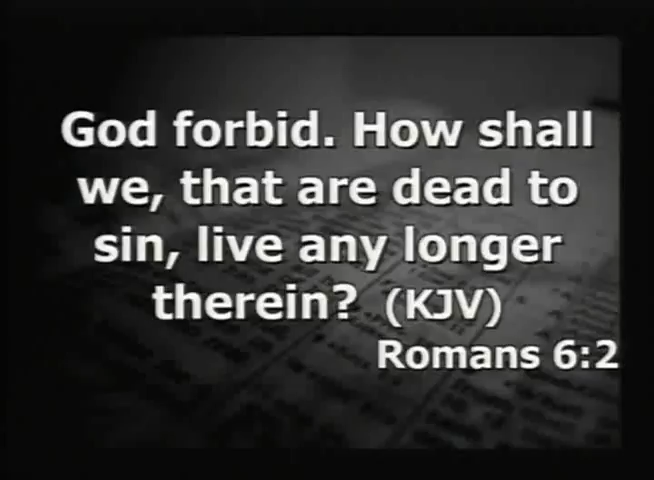 God forbid. How shall
we, that are dead to
sin, live any longer
therein? (KJV)
Romans 6:2